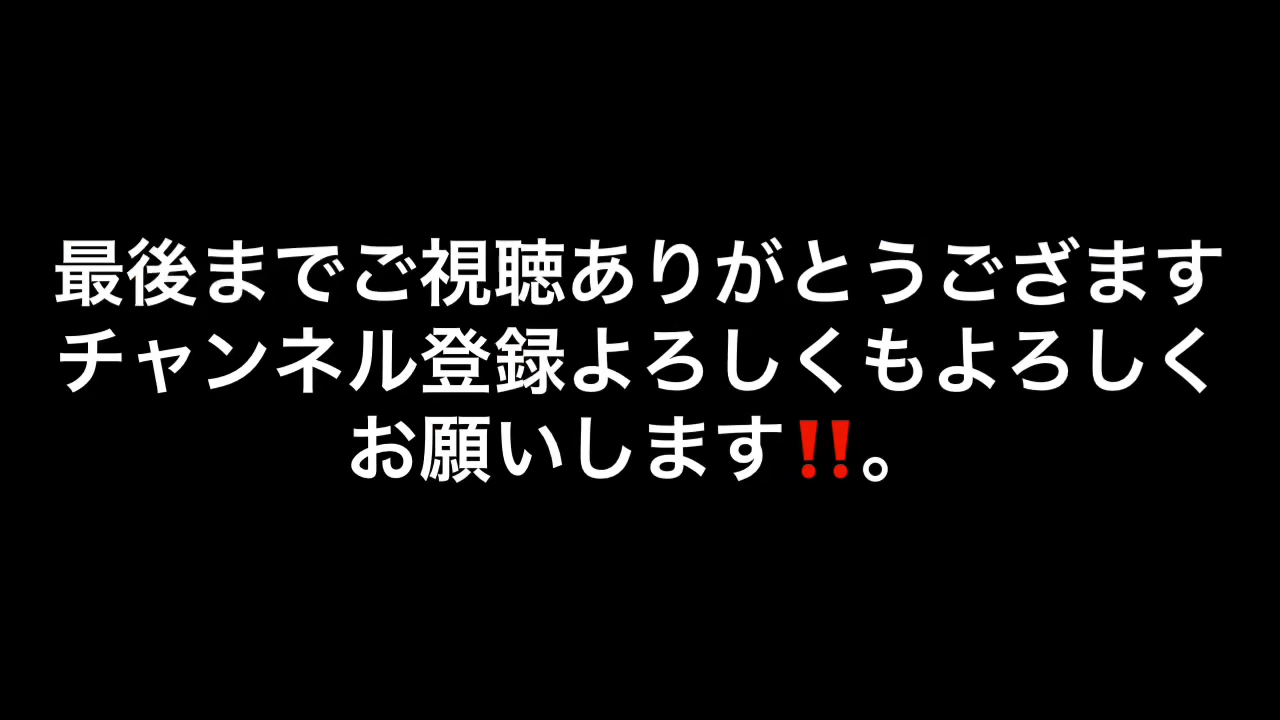 最後までご視聴ありがとうござます
チャンネル登録よろしくもよろしく
お願いします‼️。